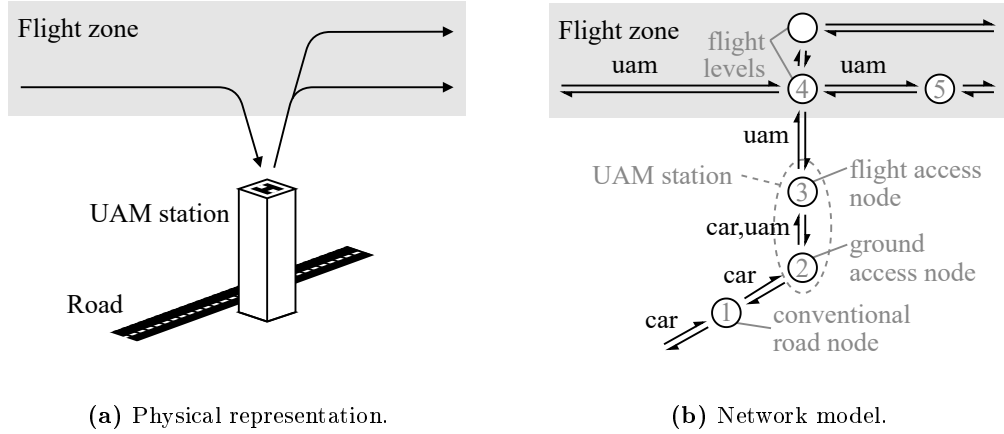 Flight zone
UAM station
Road
(a) Physical representation.
Flight zone
flight
levels
uam
uam
4
5
uam
UAM station
3
flight access
node
car,uam
2
ground
access node
car
1
car
conventional
road node
(b) Network model.